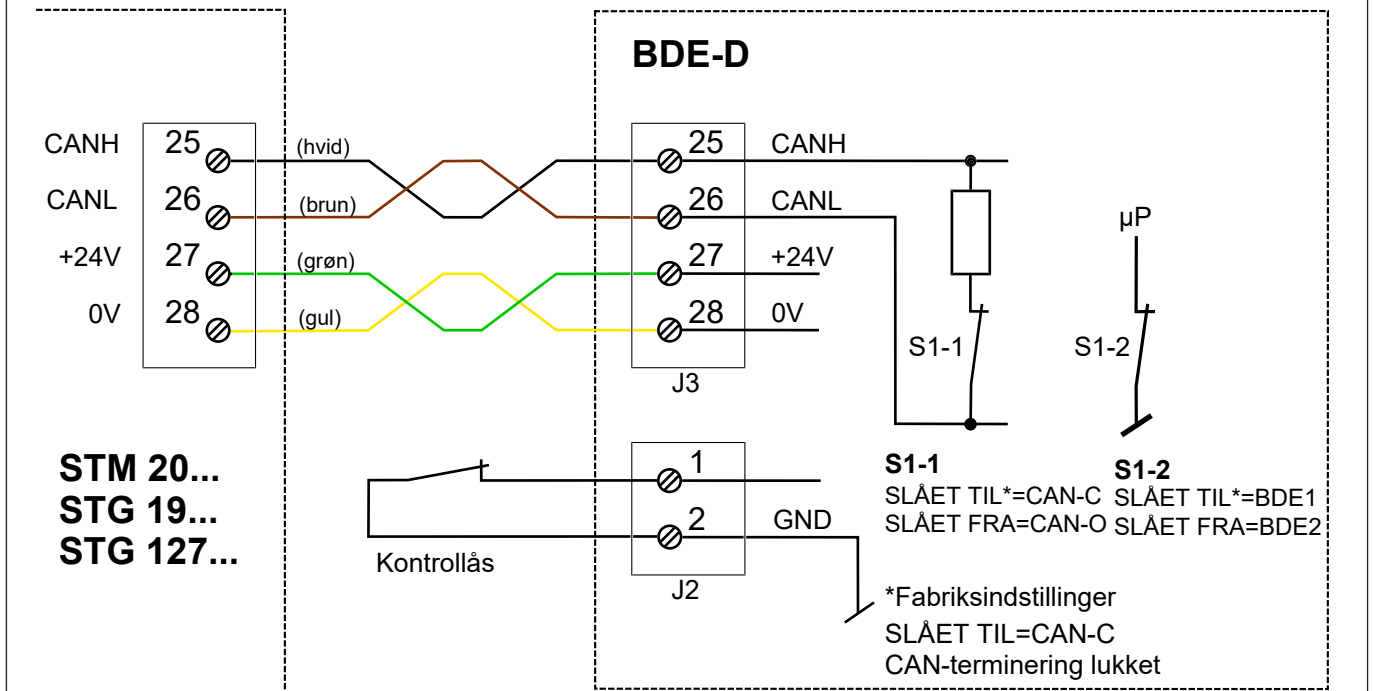 BDE-D
CANH 25 (hvid) 25 CANH
CANL 26 (brun) 26 CANL
+24V 27 (grøn) 27 +24V
0V 28 (gul) 28 0V
J3
µP
S1-1
S1-2
STM 20...
STG 19...
STG 127...
Kontrollås
1
2
GND
J2
S1-1
SLÅET TIL*=CAN-C
SLÅET FRA=CAN-O
S1-2
SLÅET TIL*=BDE1
SLÅET FRA=BDE2
*Fabriksindstillinger
SLÅET TIL=CAN-C
CAN-terminering lukket